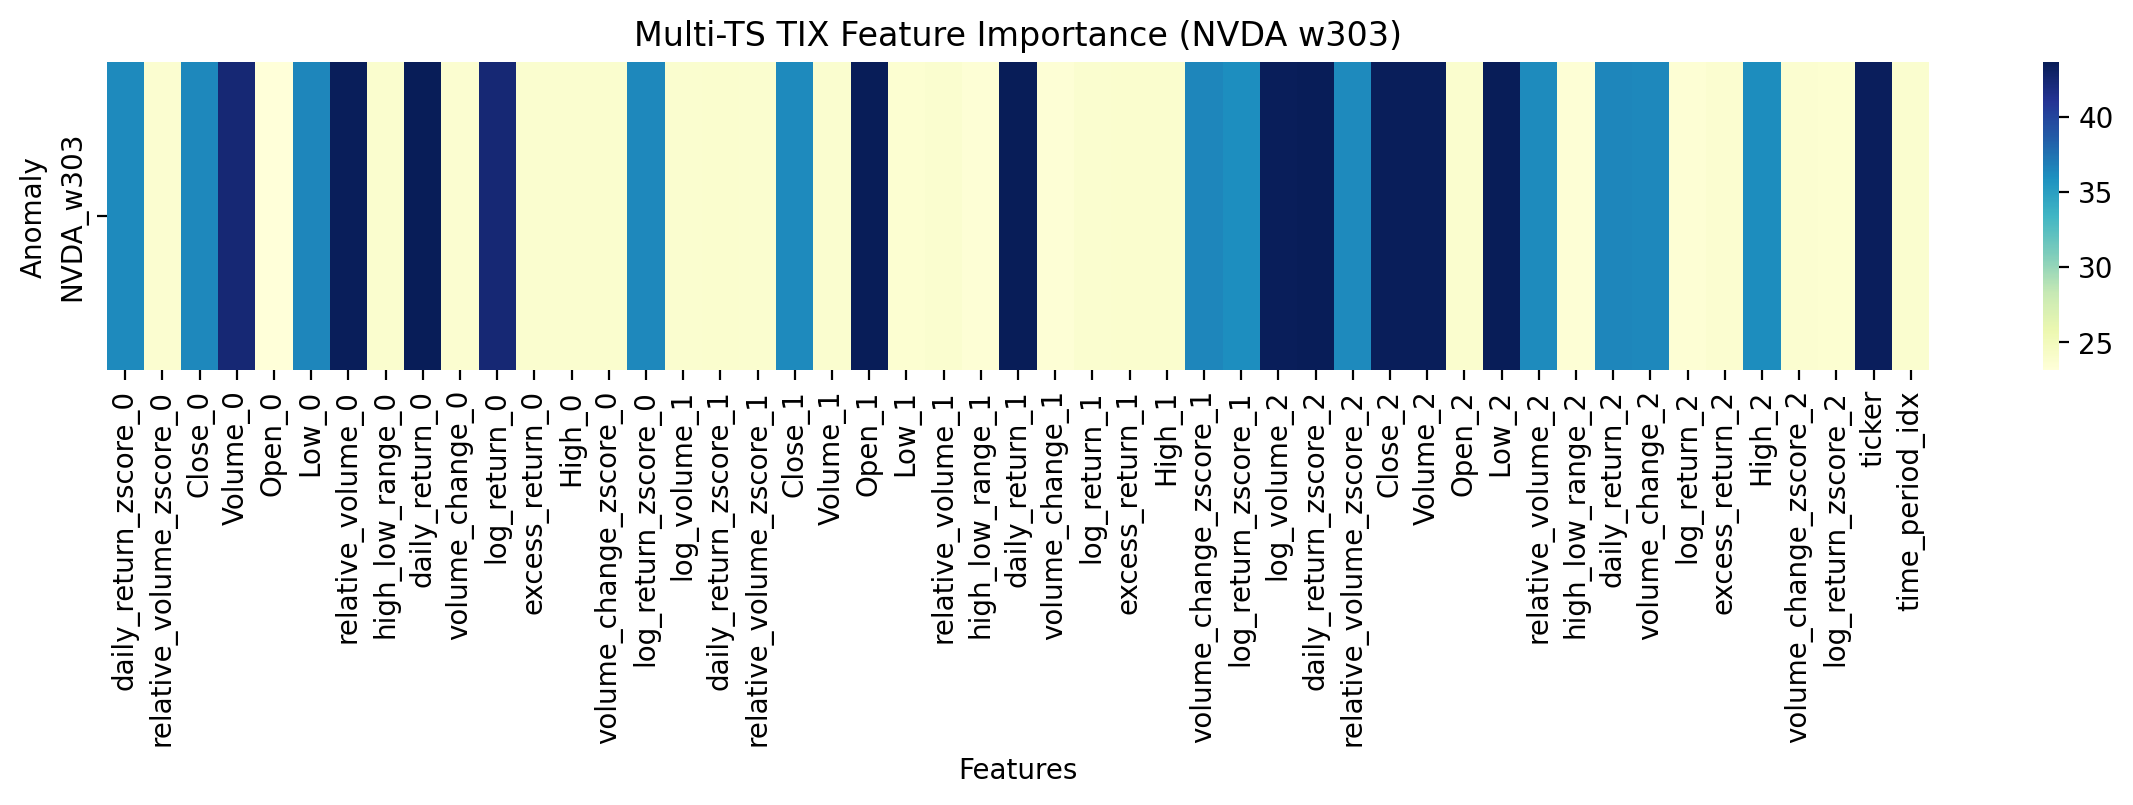 Multi-TS TIX Feature Importance (NVDA w303)
Anomaly
NVDA_w303
40
35
30
25
daily_return_zscore_0
relative_volume_zscore_0
Close_0
Volume_0
Open_0
Low_0
relative_volume_0
high_low_range_0
daily_return_0
volume_change_0
log_return_0
excess_return_0
High_0
volume_change_zscore_0
log_return_zscore_0
log_volume_1
daily_return_zscore_1
relative_volume_zscore_1
Close_1
Volume_1
Open_1
Low_1
relative_volume_1
high_low_range_1
daily_return_1
volume_change_1
log_return_1
excess_return_1
High_1
volume_change_zscore_1
log_return_zscore_1
log_volume_2
daily_return_zscore_2
relative_volume_zscore_2
Close_2
Volume_2
Open_2
Low_2
relative_volume_2
high_low_range_2
daily_return_2
volume_change_2
log_return_2
excess_return_2
High_2
volume_change_zscore_2
log_return_zscore_2
ticker
time_period_idx
Features